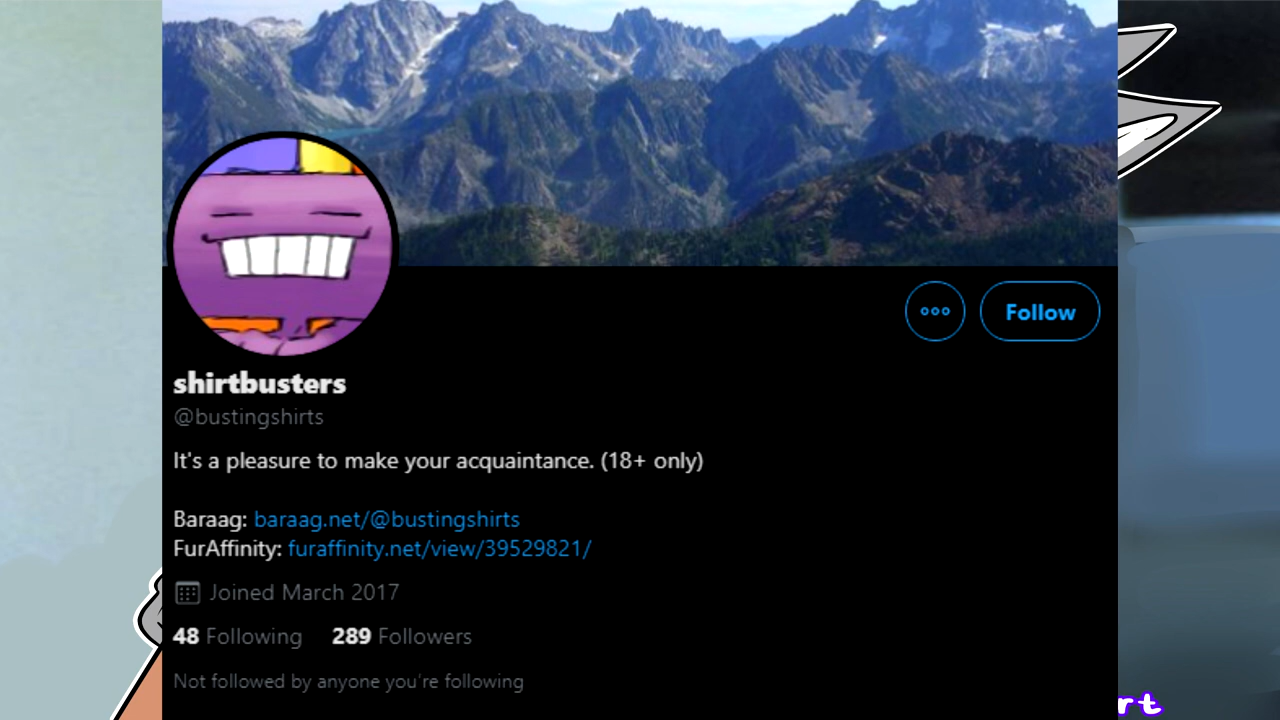 Follow
shirtbusters
@bustingshirts
It's a pleasure to make your acquaintance. (18+ only)
Baraag: baraag.net/@bustingshirts
FurAffinity: furaffinity.net/view/39529821/
Joined March 2017
48 Following 289 Followers
Not followed by anyone you're following